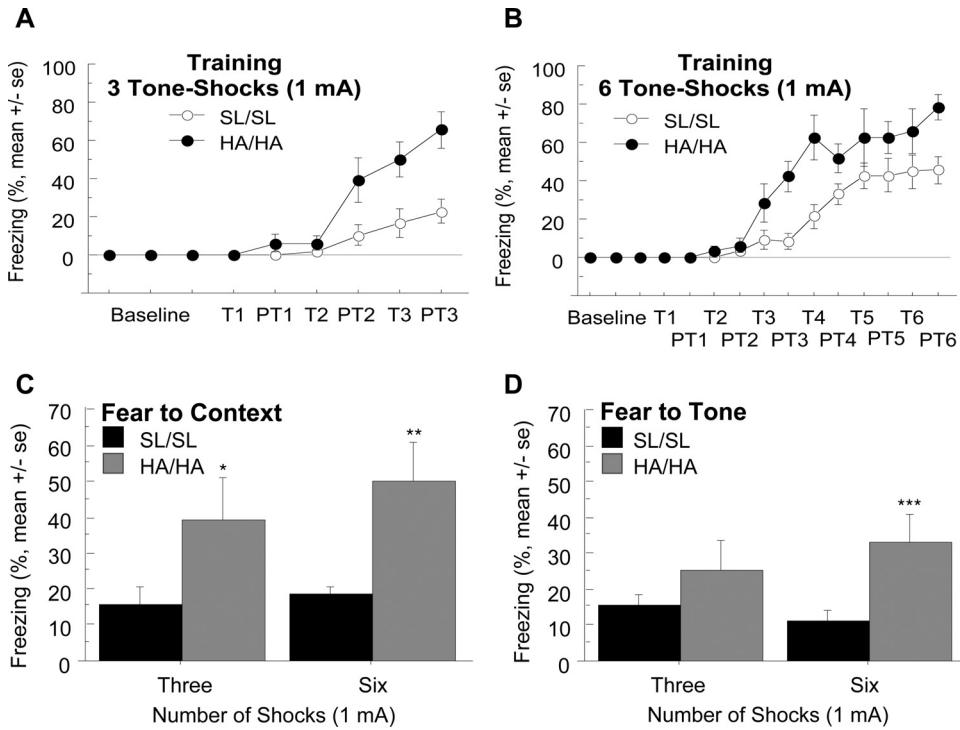 A
Training
3 Tone-Shocks (1 mA)
SL/SL
HA/HA
Freezing (%, mean +/- se)
100
80
60
40
20
0
Baseline T1 PT1 T2 PT2 T3 PT3
B
Training
6 Tone-Shocks (1 mA)
SL/SL
HA/HA
Freezing (%, mean +/- se)
100
80
60
40
20
0
Baseline T1 T2 T3 T4 T5 T6
PT1 PT2 PT3 PT4 PT5 PT6
C
Fear to Context
SL/SL
HA/HA
Freezing (%, mean +/- se)
70
60
50
40
30
20
10
0
*
**
Three Six
Number of Shocks (1 mA)
D
Fear to Tone
SL/SL
HA/HA
Freezing (%, mean +/- se)
70
60
50
40
30
20
10
0
***
Three Six
Number of Shocks (1 mA)